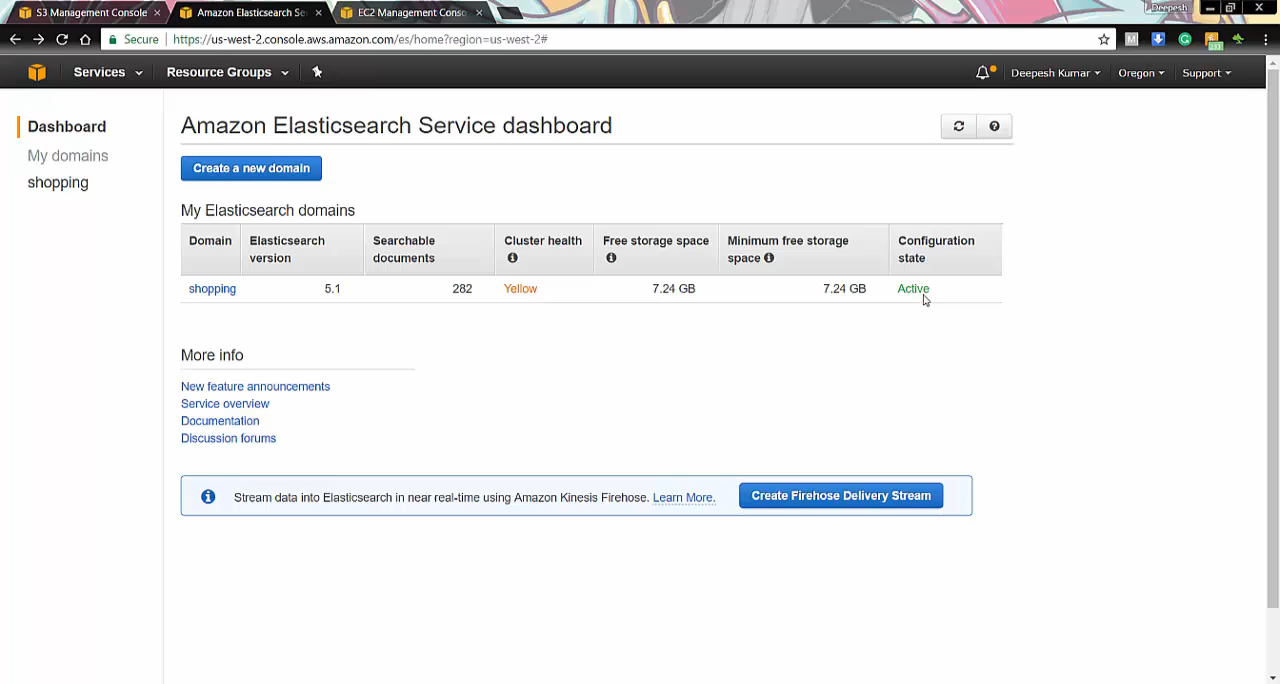 S3 Management Console
Amazon Elasticsearch Se
EC2 Management Conso
Deepesh
Secure
https://us-west-2.console.aws.amazon.com/es/home?region=us-west-2#
Services
Resource Groups
Deepesh Kumar
Oregon
Support
Dashboard
My domains
shopping
Amazon Elasticsearch Service dashboard
Create a new domain
My Elasticsearch domains
Domain
Elasticsearch version
Searchable documents
Cluster health
Free storage space
Minimum free storage space
Configuration state
shopping
5.1
282
Yellow
7.24 GB
7.24 GB
Active
More info
New feature announcements
Service overview
Documentation
Discussion forums
Stream data into Elasticsearch in near real-time using Amazon Kinesis Firehose. Learn More.
Create Firehose Delivery Stream